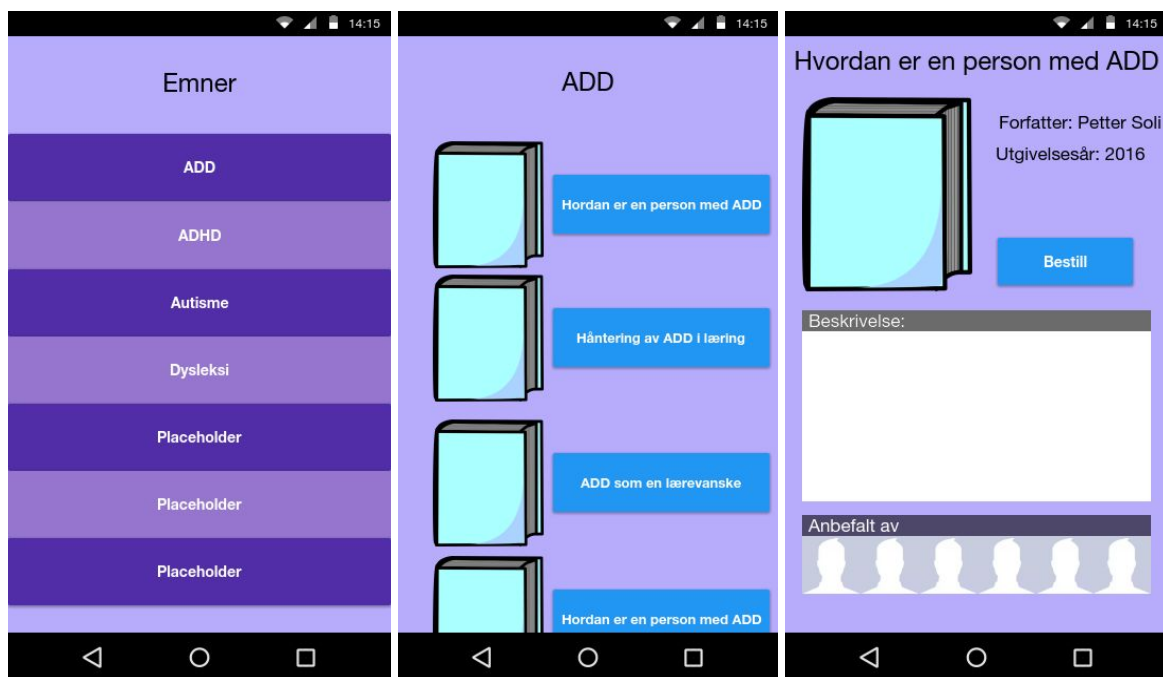 14:15
Emner
ADD
ADHD
Autisme
Dysleksi
Placeholder
Placeholder
Placeholder
14:15
ADD
Hordan er en person med ADD
Håntering av ADD i læring
ADD som en lærevanske
Hordan er en person med ADD
14:15
Hvordan er en person med ADD
Forfatter: Petter Soli
Utgivelsesår: 2016
Bestill
Beskrivelse:
Anbefalt av